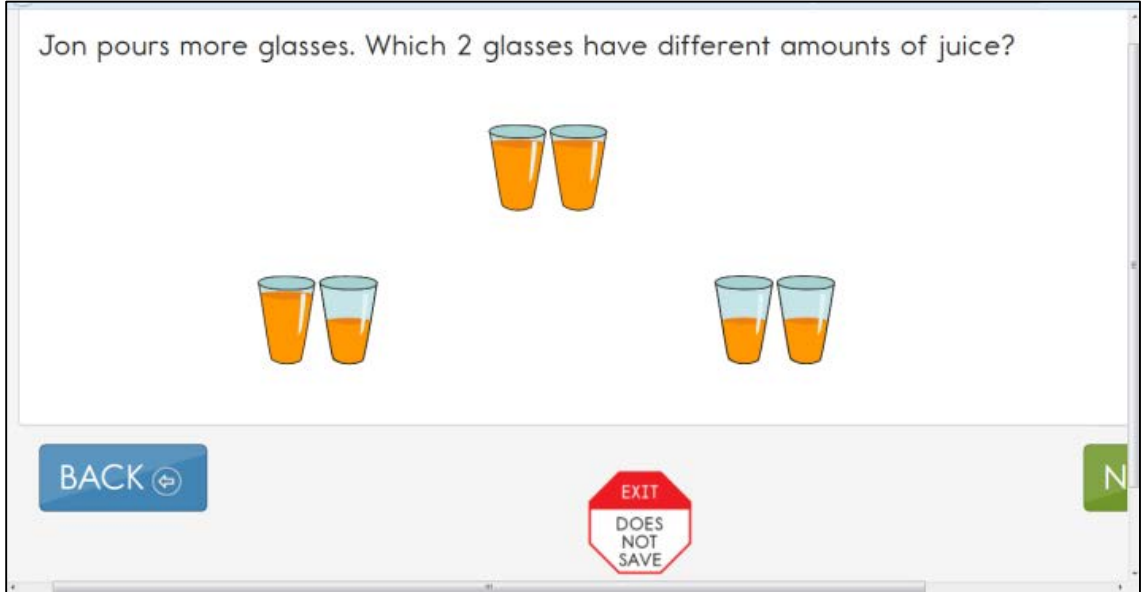 Jon pours more glasses. Which 2 glasses have different amounts of juice?
BACK
EXIT
DOES
NOT
SAVE
N